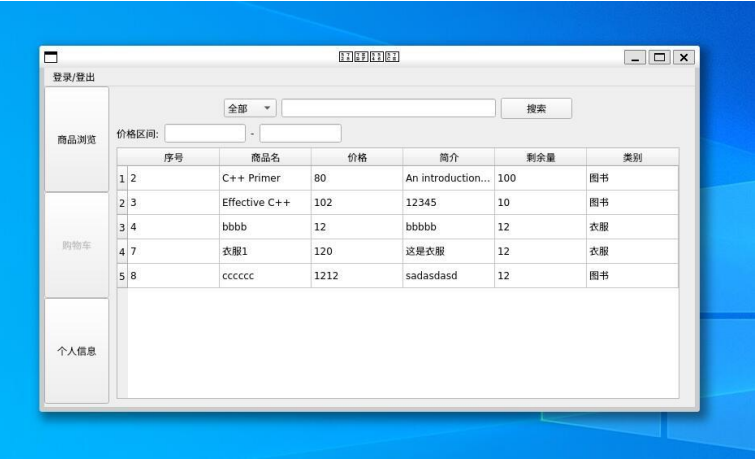 登录/登出
全部 搜索
商品浏览
价格区间: -
序号 商品名 价格 简介 剩余量 类别
1 2 C++ Primer 80 An introduction... 100 图书
2 3 Effective C++ 102 12345 10 图书
3 4 bbbb 12 bbbbb 12 衣服
购物车
4 7 衣服1 120 这是衣服 12 衣服
5 8 cccccc 1212 sadasdasd 12 图书
个人信息